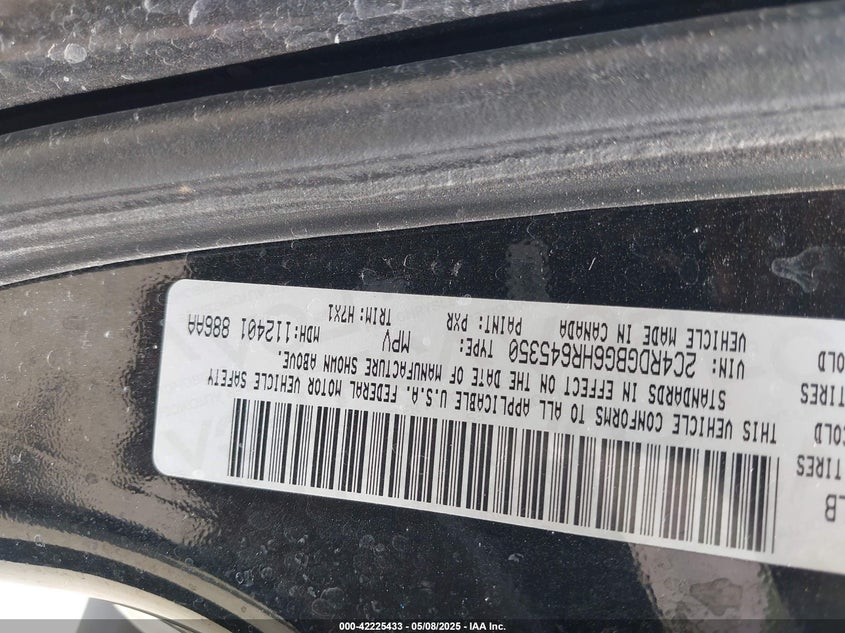 LB
TIRES
COLD
TIRES
COLD
THIS VEHICLE CONFORMS TO ALL APPLICABLE U.S.A. FEDERAL MOTOR VEHICLE SAFETY
STANDARDS IN EFFECT ON THE DATE OF MANUFACTURE SHOWN ABOVE.
VIN: 2C4RDGBG6HR645350 TYPE: MPV MDH:112401 886AA
VEHICLE MADE IN CANADA PAINT: PXR TRIM: H7X1
000-42225433 — 05/08/2025 — IAA Inc.